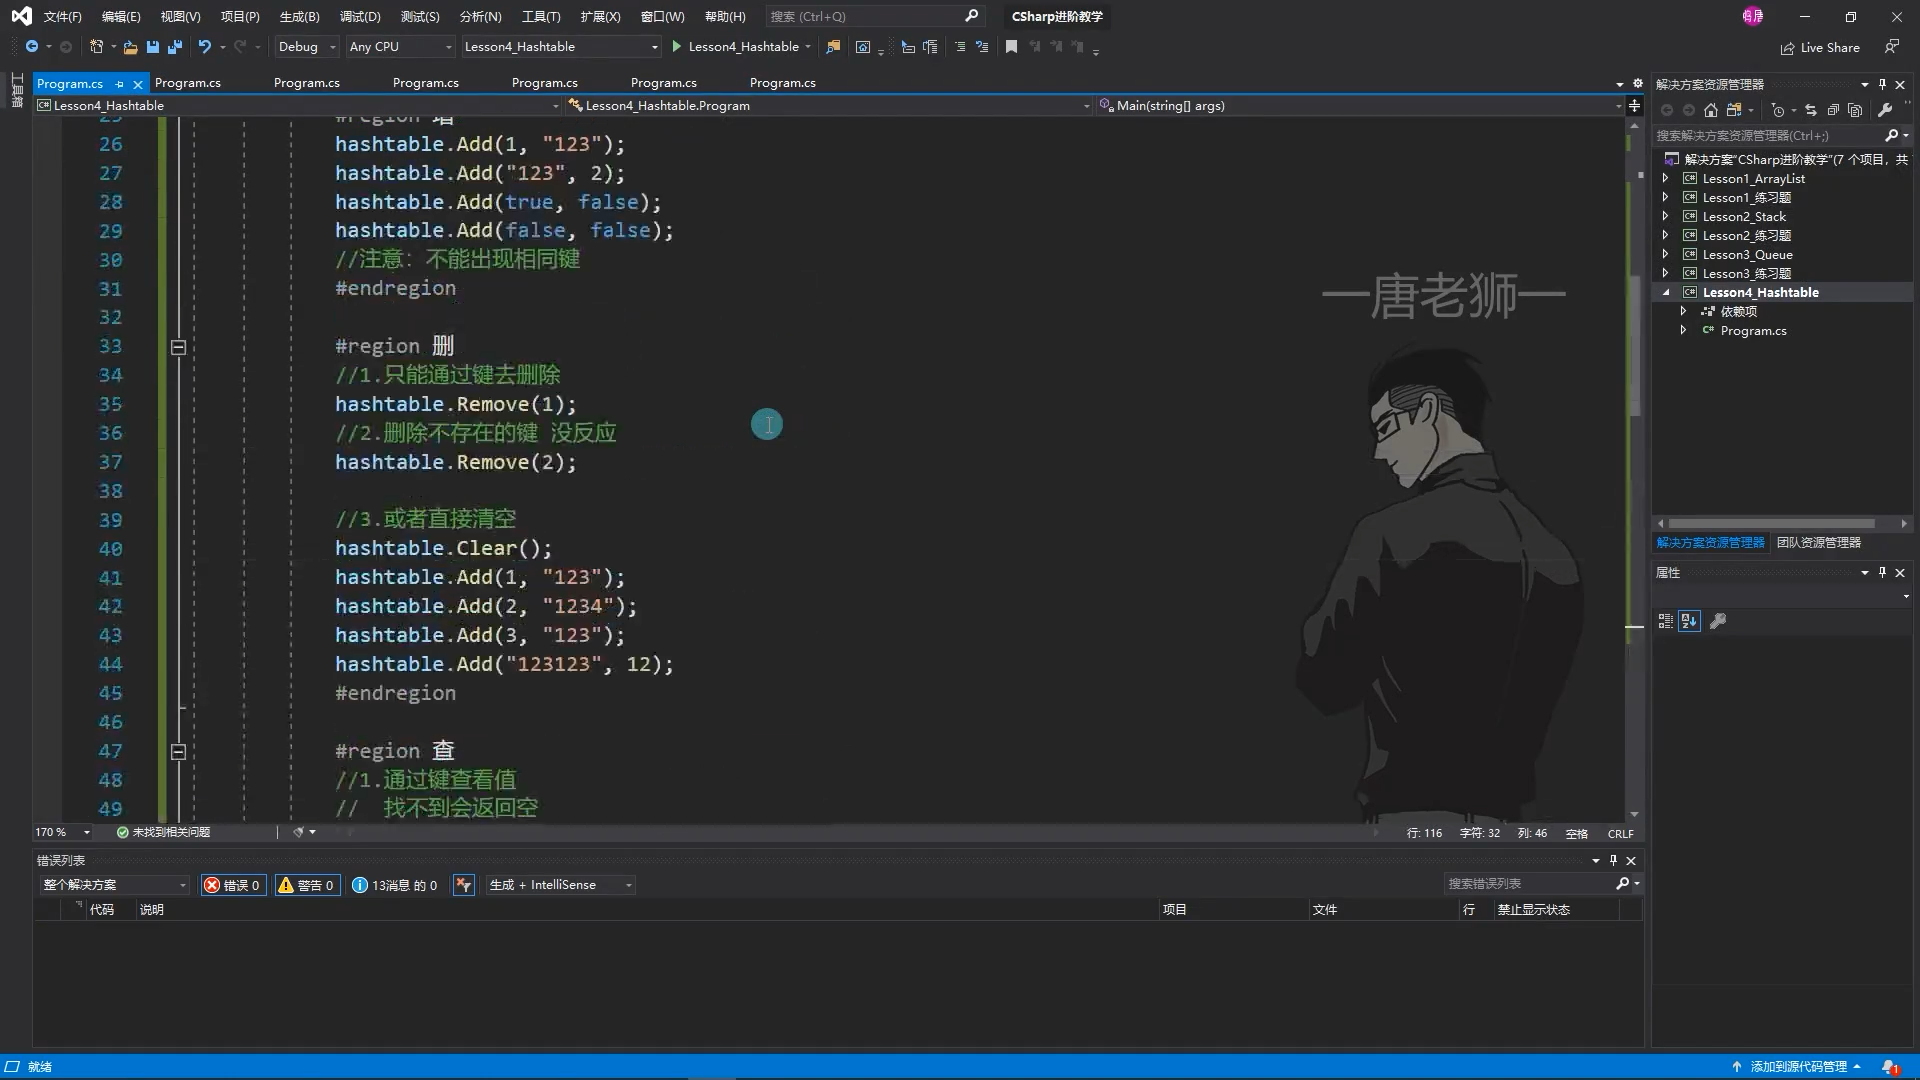 文件(F) 编辑(E) 视图(V) 项目(P) 生成(B) 调试(D) 测试(S) 分析(N) 工具(T) 扩展(X) 窗口(W) 帮助(H) 搜索 (Ctrl+Q) CSharp进阶教学
Debug Any CPU Lesson4_Hashtable Lesson4_Hashtable Live Share
工具箱
Program.cs Program.cs Program.cs Program.cs Program.cs Program.cs Program.cs
Lesson4_Hashtable Lesson4_Hashtable.Program Main(string[] args)
25 #region 增
26 hashtable.Add(1, "123");
27 hashtable.Add("123", 2);
28 hashtable.Add(true, false);
29 hashtable.Add(false, false);
30 //注意: 不能出现相同键
31 #endregion
32
33 #region 删
34 //1.只能通过键去删除
35 hashtable.Remove(1);
36 //2.删除不存在的键 没反应
37 hashtable.Remove(2);
38
39 //3.或者直接清空
40 hashtable.Clear();
41 hashtable.Add(1, "123");
42 hashtable.Add(2, "1234");
43 hashtable.Add(3, "123");
44 hashtable.Add("123123", 12);
45 #endregion
46
47 #region 查
48 //1.通过键查看值
49 // 找不到会返回空
一唐老狮一
170 % 未找到相关问题 行: 116 字符: 32 列: 46 空格 CRLF
错误列表
整个解决方案 错误 0 警告 0 13消息 的 0 生成 + IntelliSense 搜索错误列表
代码 说明 项目 文件 行 禁止显示状态
解决方案资源管理器
搜索解决方案资源管理器(Ctrl+;)
解决方案"CSharp进阶教学"(7 个项目, 共
Lesson1_ArrayList
Lesson1_练习题
Lesson2_Stack
Lesson2_练习题
Lesson3_Queue
Lesson3_练习题
Lesson4_Hashtable
依赖项
Program.cs
解决方案资源管理器 团队资源管理器
属性
就绪 添加到源代码管理 1